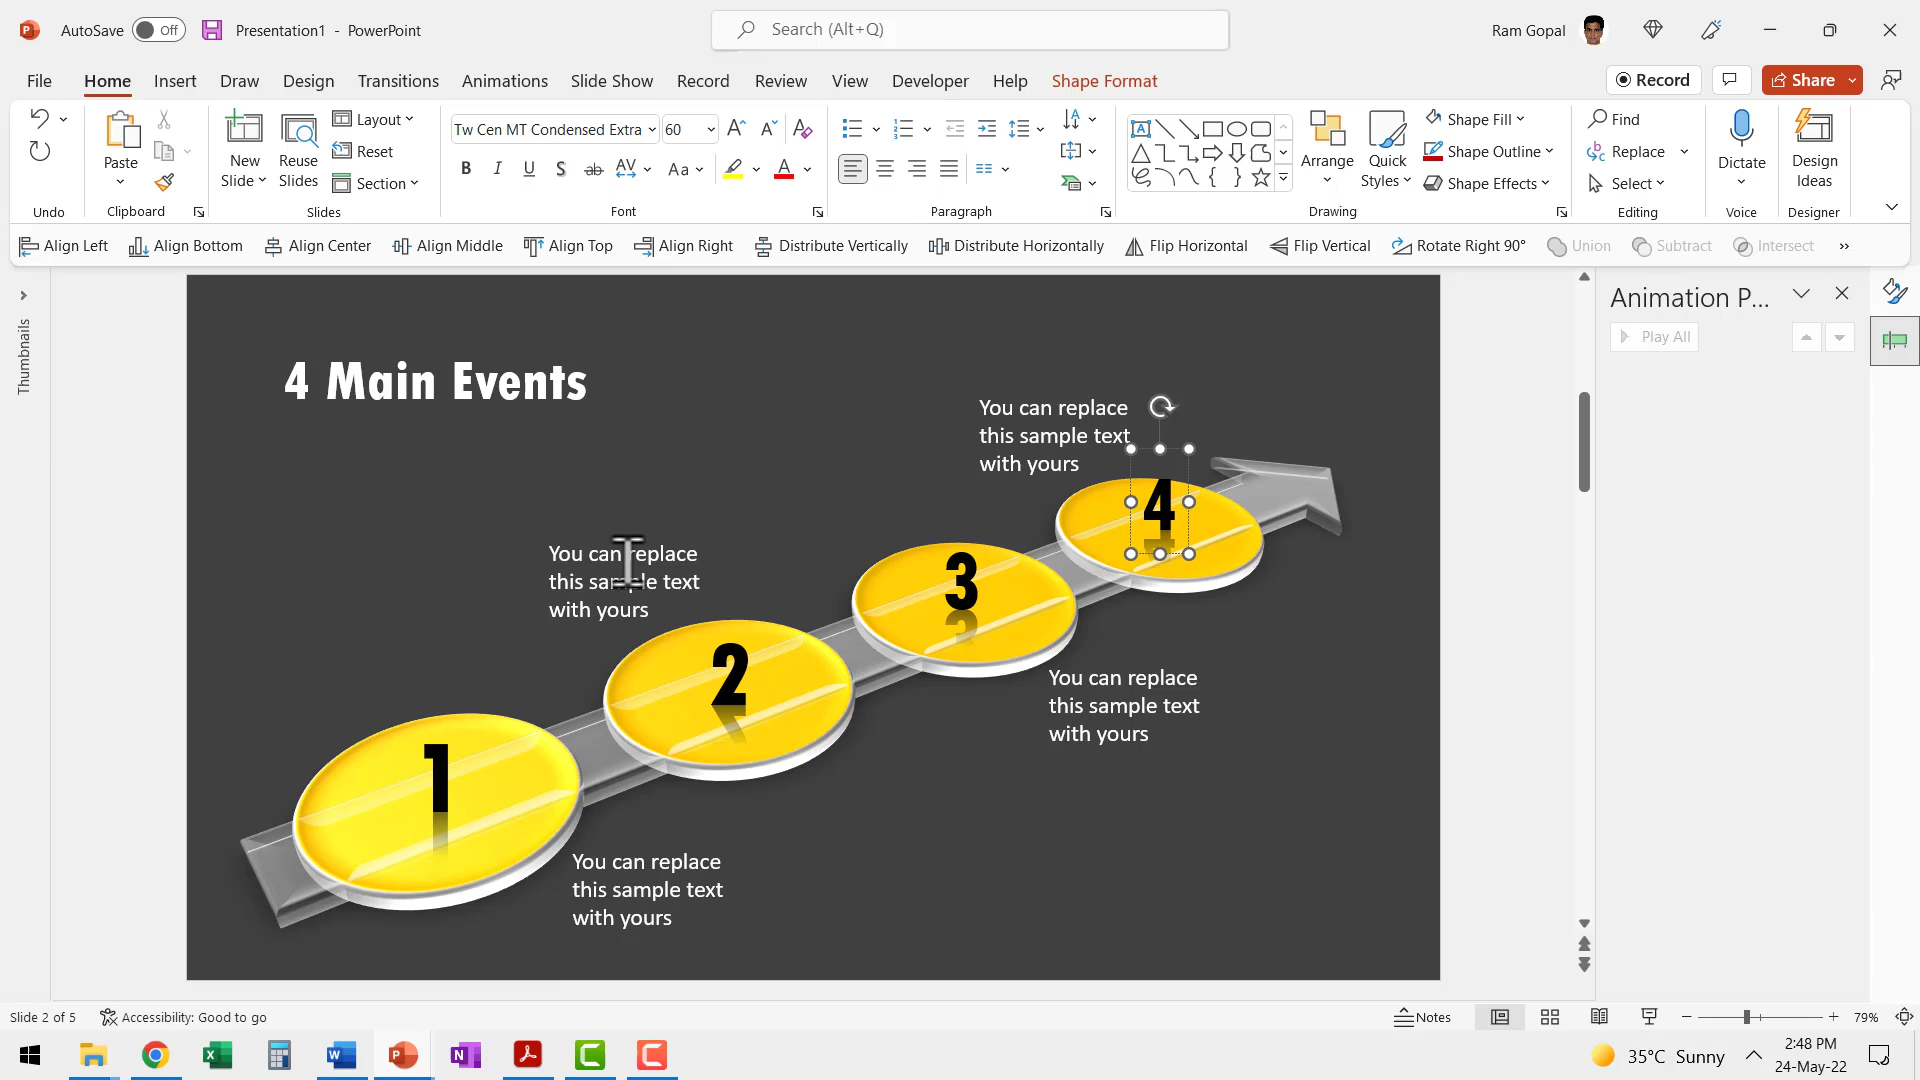 AutoSave Off Presentation1 - PowerPoint Search (Alt+Q) Ram Gopal
File Home Insert Draw Design Transitions Animations Slide Show Record Review View Developer Help Shape Format Record Share
Undo
Paste
Clipboard
New Slide
Reuse Slides
Layout
Reset
Section
Slides
Tw Cen MT Condensed Extra 60
B I U S ab AV Aa A
Font
Paragraph
Arrange
Quick Styles
Shape Fill
Shape Outline
Shape Effects
Drawing
Find
Replace
Select
Editing
Dictate
Voice
Design Ideas
Designer
Align Left Align Bottom Align Center Align Middle Align Top Align Right Distribute Vertically Distribute Horizontally Flip Horizontal Flip Vertical Rotate Right 90° Union Subtract Intersect
Thumbnails
4 Main Events
You can replace
this sample text
with yours
4
You can replace
this sample text
with yours
3
2
You can replace
this sample text
with yours
1
You can replace
this sample text
with yours
Animation P...
Play All
Slide 2 of 5 Accessibility: Good to go Notes 79%
35°C Sunny 2:48 PM
24-May-22